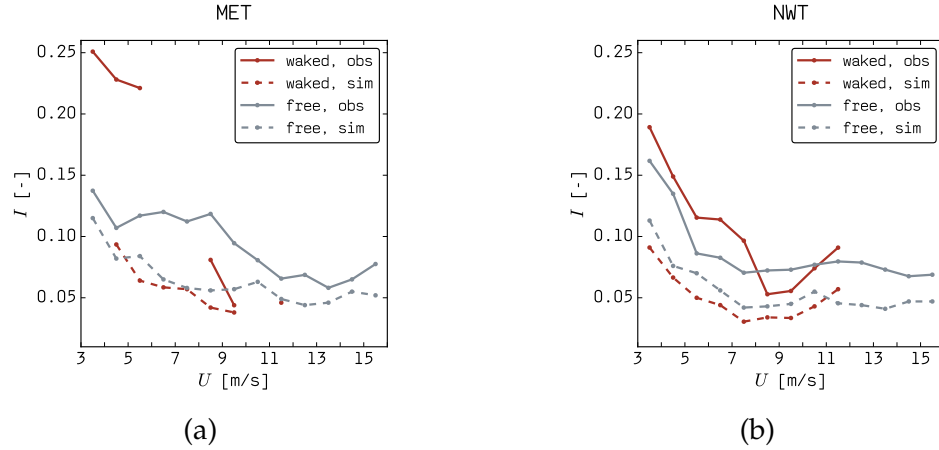 MET
0.25
0.20
0.15
0.10
0.05
I [-]
waked, obs
waked, sim
free, obs
free, sim
3 5 7 9 11 13 15
U [m/s]
(a)
NWT
0.25
0.20
0.15
0.10
0.05
I [-]
waked, obs
waked, sim
free, obs
free, sim
3 5 7 9 11 13 15
U [m/s]
(b)